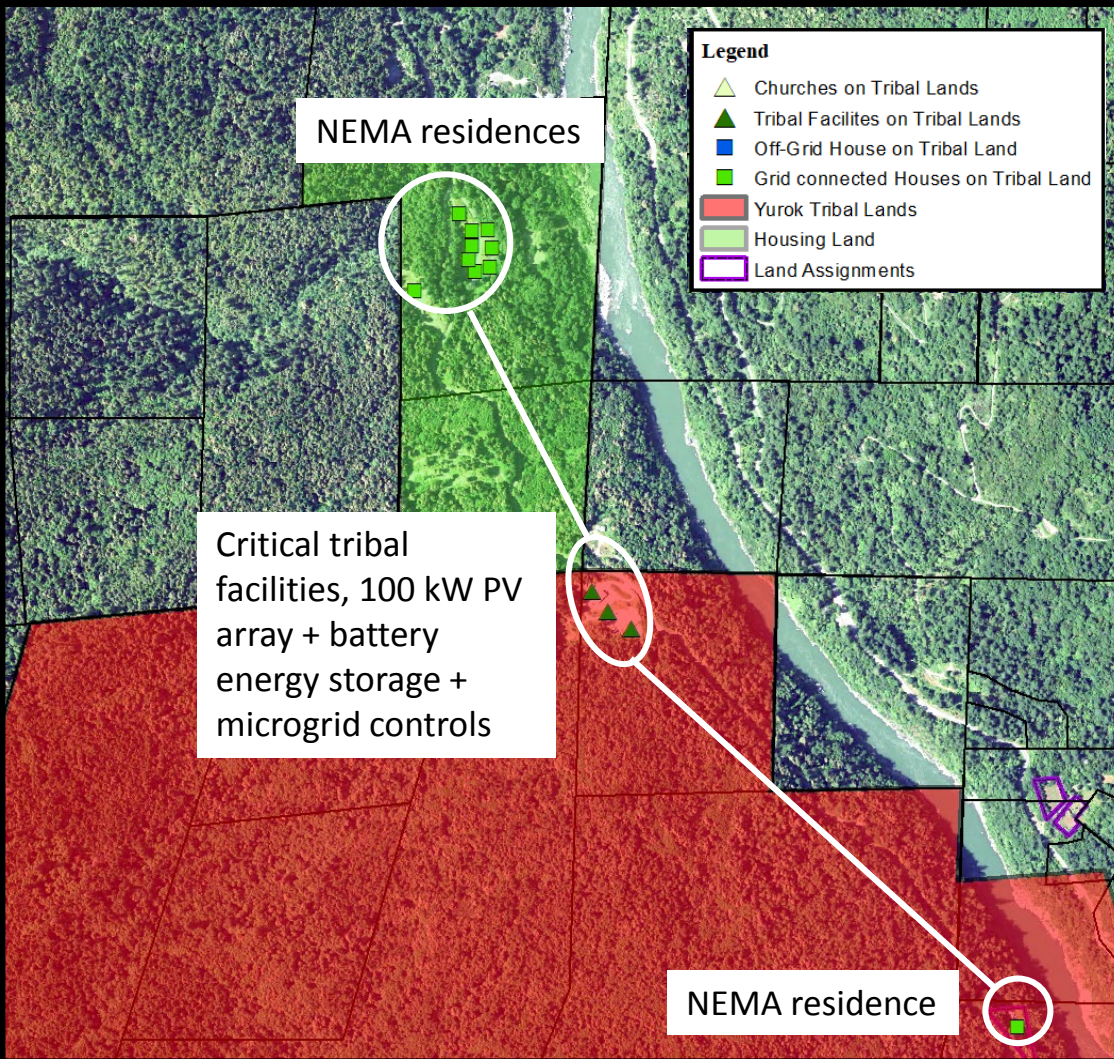 Legend
Churches on Tribal Lands
Tribal Facilites on Tribal Lands
Off-Grid House on Tribal Land
Grid connected Houses on Tribal Land
Yurok Tribal Lands
Housing Land
Land Assignments
NEMA residences
Critical tribal
facilities, 100 kW PV
array + battery
energy storage +
microgrid controls
NEMA residence